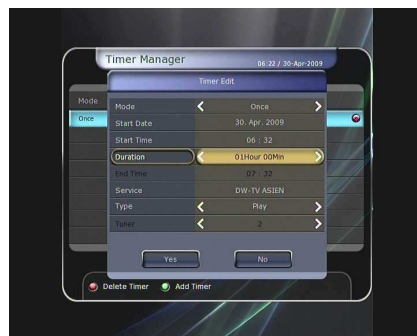 Timer Manager
06:22 / 30-Apr-2009
Timer Edit
Mode
Once
Mode Once
Start Date 30. Apr. 2009
Start Time 06 : 32
Duration 01Hour 00Min
End Time 07 : 32
Service DW-TV ASIEN
Type Play
Tuner 2
Yes No
Delete Timer Add Timer